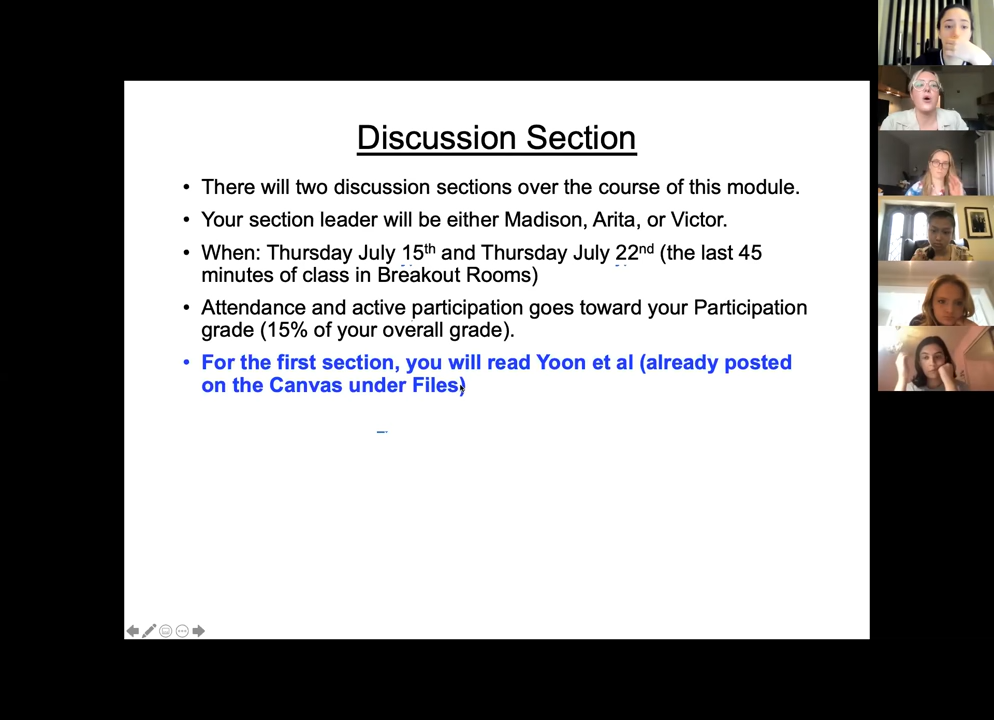 Discussion Section
• There will two discussion sections over the course of this module.
• Your section leader will be either Madison, Arita, or Victor.
• When: Thursday July 15th and Thursday July 22nd (the last 45
minutes of class in Breakout Rooms)
• Attendance and active participation goes toward your Participation
grade (15% of your overall grade).
• For the first section, you will read Yoon et al (already posted
on the Canvas under Files)